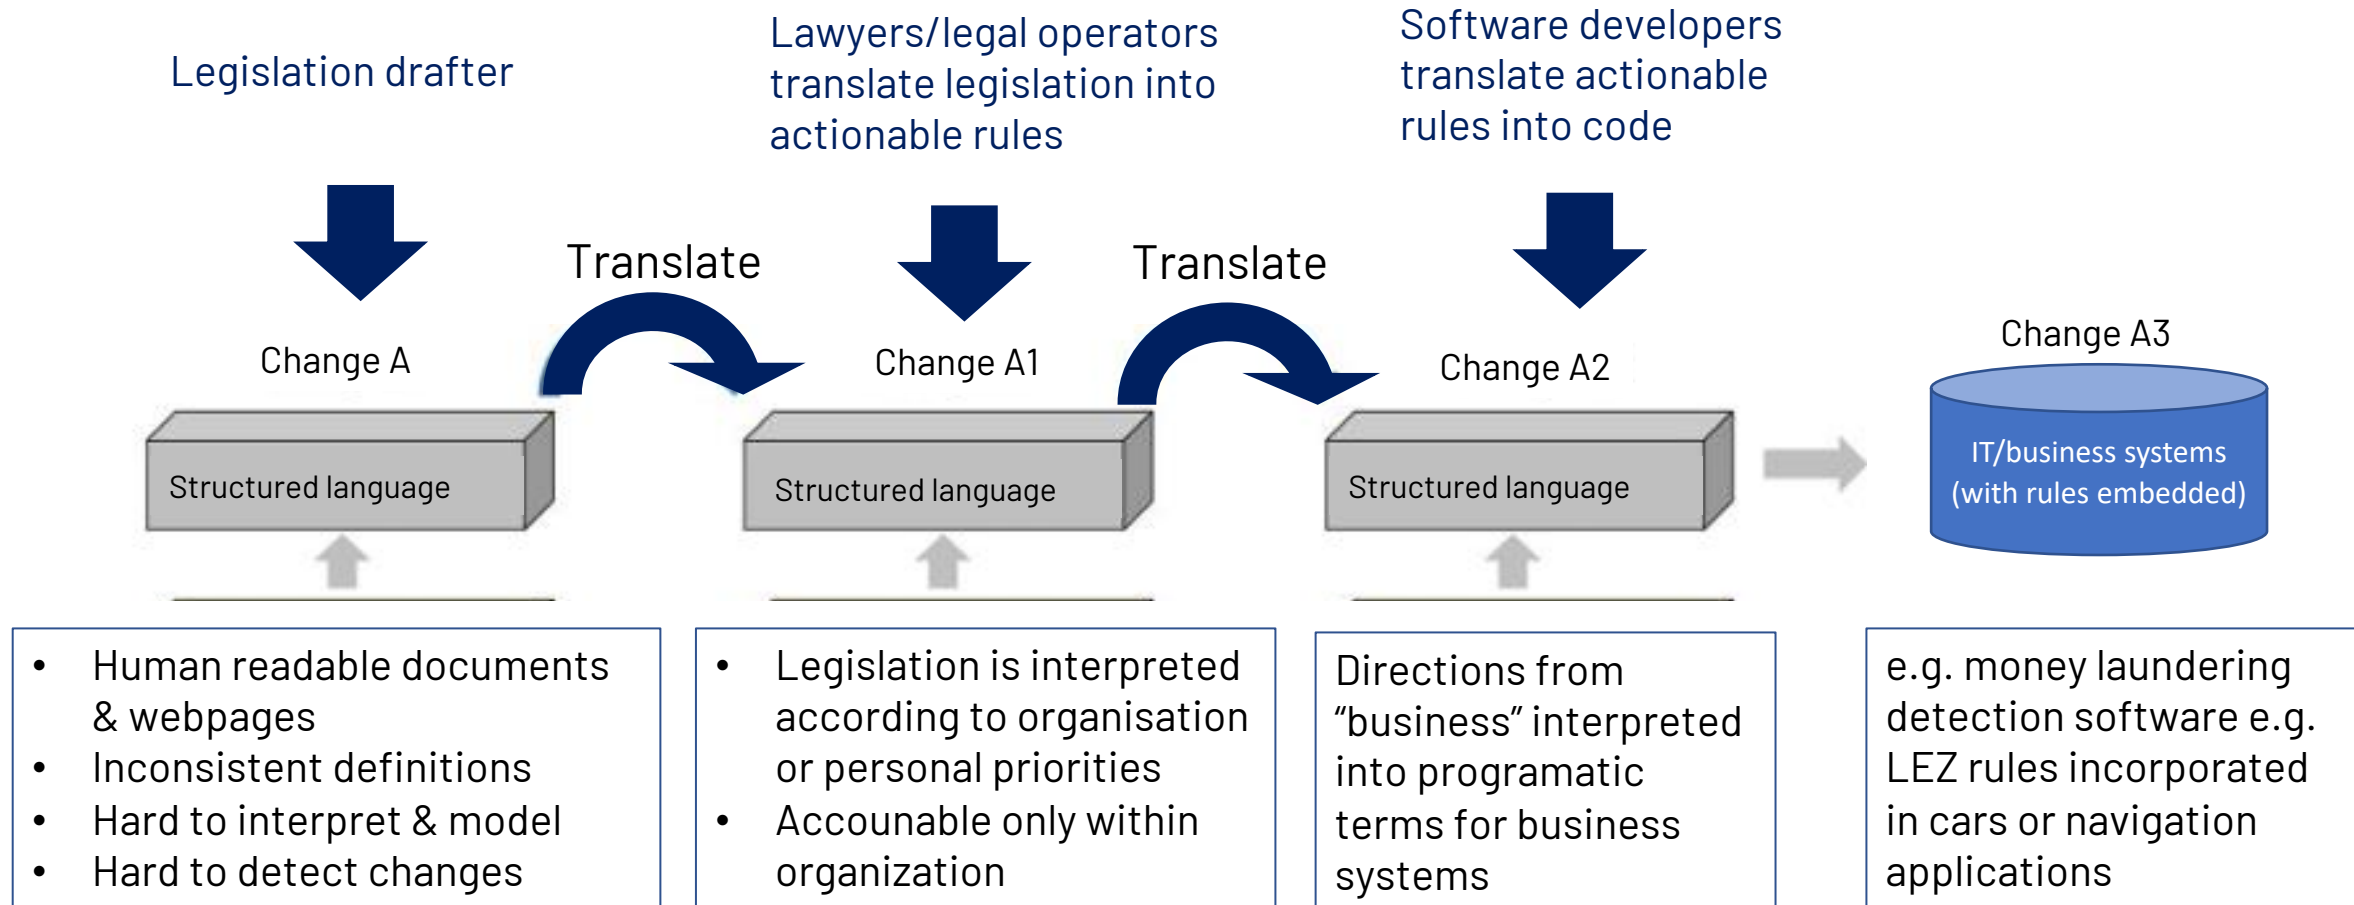 Legislation drafter
Lawyers/legal operators
translate legislation into
actionable rules
Software developers
translate actionable
rules into code
Translate
Translate
Change A
Change A1
Change A2
Change A3
Structured language
Structured language
Structured language
IT/business systems
(with rules embedded)
• Human readable documents
& webpages
• Inconsistent definitions
• Hard to interpret & model
• Hard to detect changes
• Legislation is interpreted
according to organisation
or personal priorities
• Accounable only within
organization
Directions from
“business” interpreted
into programatic
terms for business
systems
e.g. money laundering
detection software e.g.
LEZ rules incorporated
in cars or navigation
applications